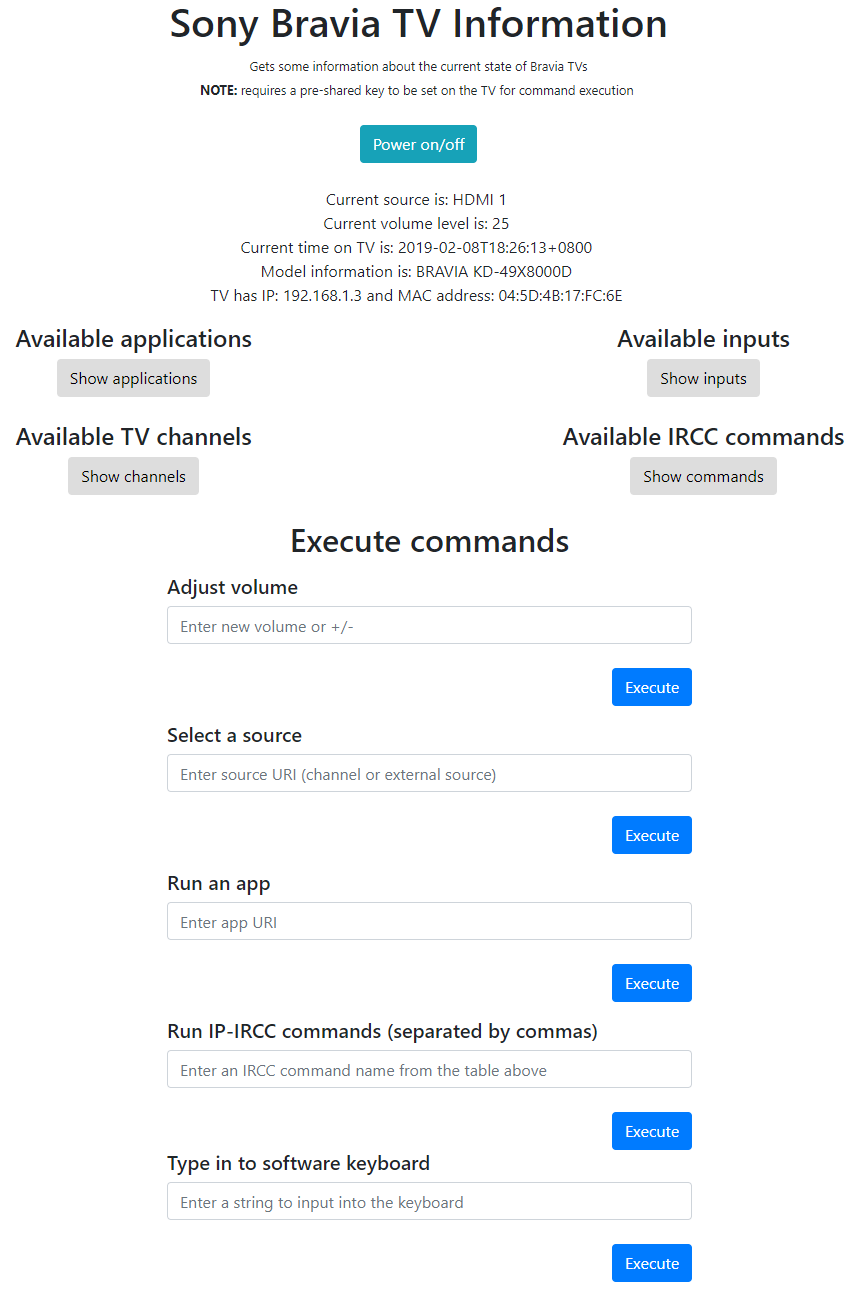 Sony Bravia TV Information
Gets some information about the current state of Bravia TVs
NOTE: requires a pre-shared key to be set on the TV for command execution
Power on/off
Current source is: HDMI 1
Current volume level is: 25
Current time on TV is: 2019-02-08T18:26:13+0800
Model information is: BRAVIA KD-49X8000D
TV has IP: 192.168.1.3 and MAC address: 04:5D:4B:17:FC:6E
Available applications
Show applications
Available inputs
Show inputs
Available TV channels
Show channels
Available IRCC commands
Show commands
Execute commands
Adjust volume
Enter new volume or +/-
Execute
Select a source
Enter source URI (channel or external source)
Execute
Run an app
Enter app URI
Execute
Run IP-IRCC commands (separated by commas)
Enter an IRCC command name from the table above
Execute
Type in to software keyboard
Enter a string to input into the keyboard
Execute